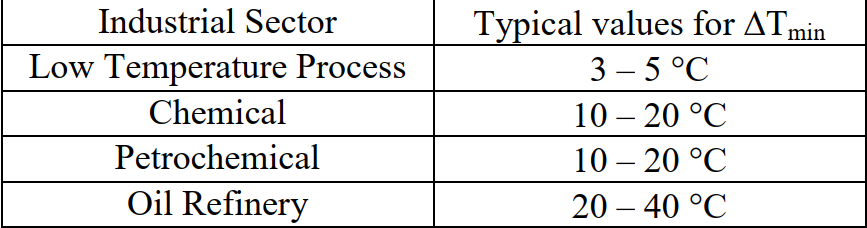 Industrial Sector Typical values for ΔTmin
Low Temperature Process 3 – 5 °C
Chemical 10 – 20 °C
Petrochemical 10 – 20 °C
Oil Refinery 20 – 40 °C